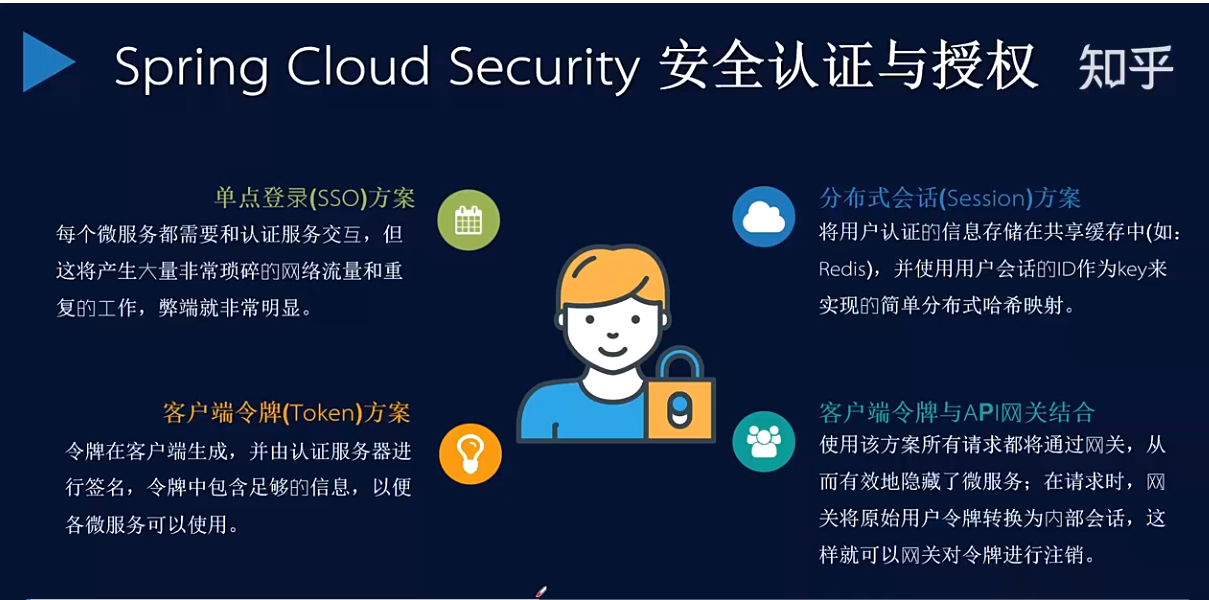 Spring Cloud Security 安全认证与授权 知乎
单点登录(SSO)方案
每个微服务都需要和认证服务交互，但
这将产生大量非常琐碎的网络流量和重
复的工作，弊端就非常明显。
分布式会话(Session)方案
将用户认证的信息存储在共享缓存中(如：
Redis)，并使用用户会话的ID作为key来
实现的简单分布式哈希映射。
客户端令牌(Token)方案
令牌在客户端生成，并由认证服务器进
行签名，令牌中包含足够的信息，以便
各微服务可以使用。
客户端令牌与API网关结合
使用该方案所有请求都将通过网关，从
而有效地隐藏了微服务；在请求时，网
关将原始用户令牌转换为内部会话，这
样就可以网关对令牌进行注销。